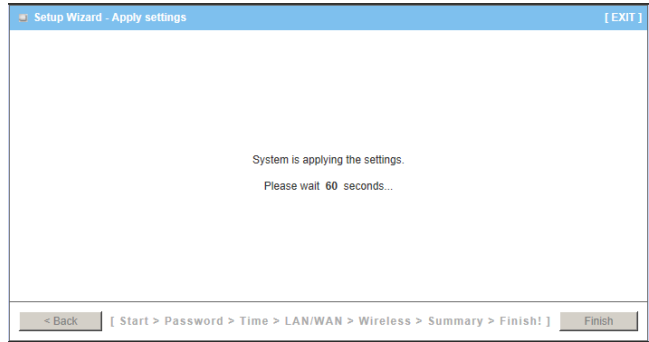 Setup Wizard - Apply settings [ EXIT ]
System is applying the settings.
Please wait 60 seconds...
< Back [ Start > Password > Time > LAN/WAN > Wireless > Summary > Finish! ] Finish